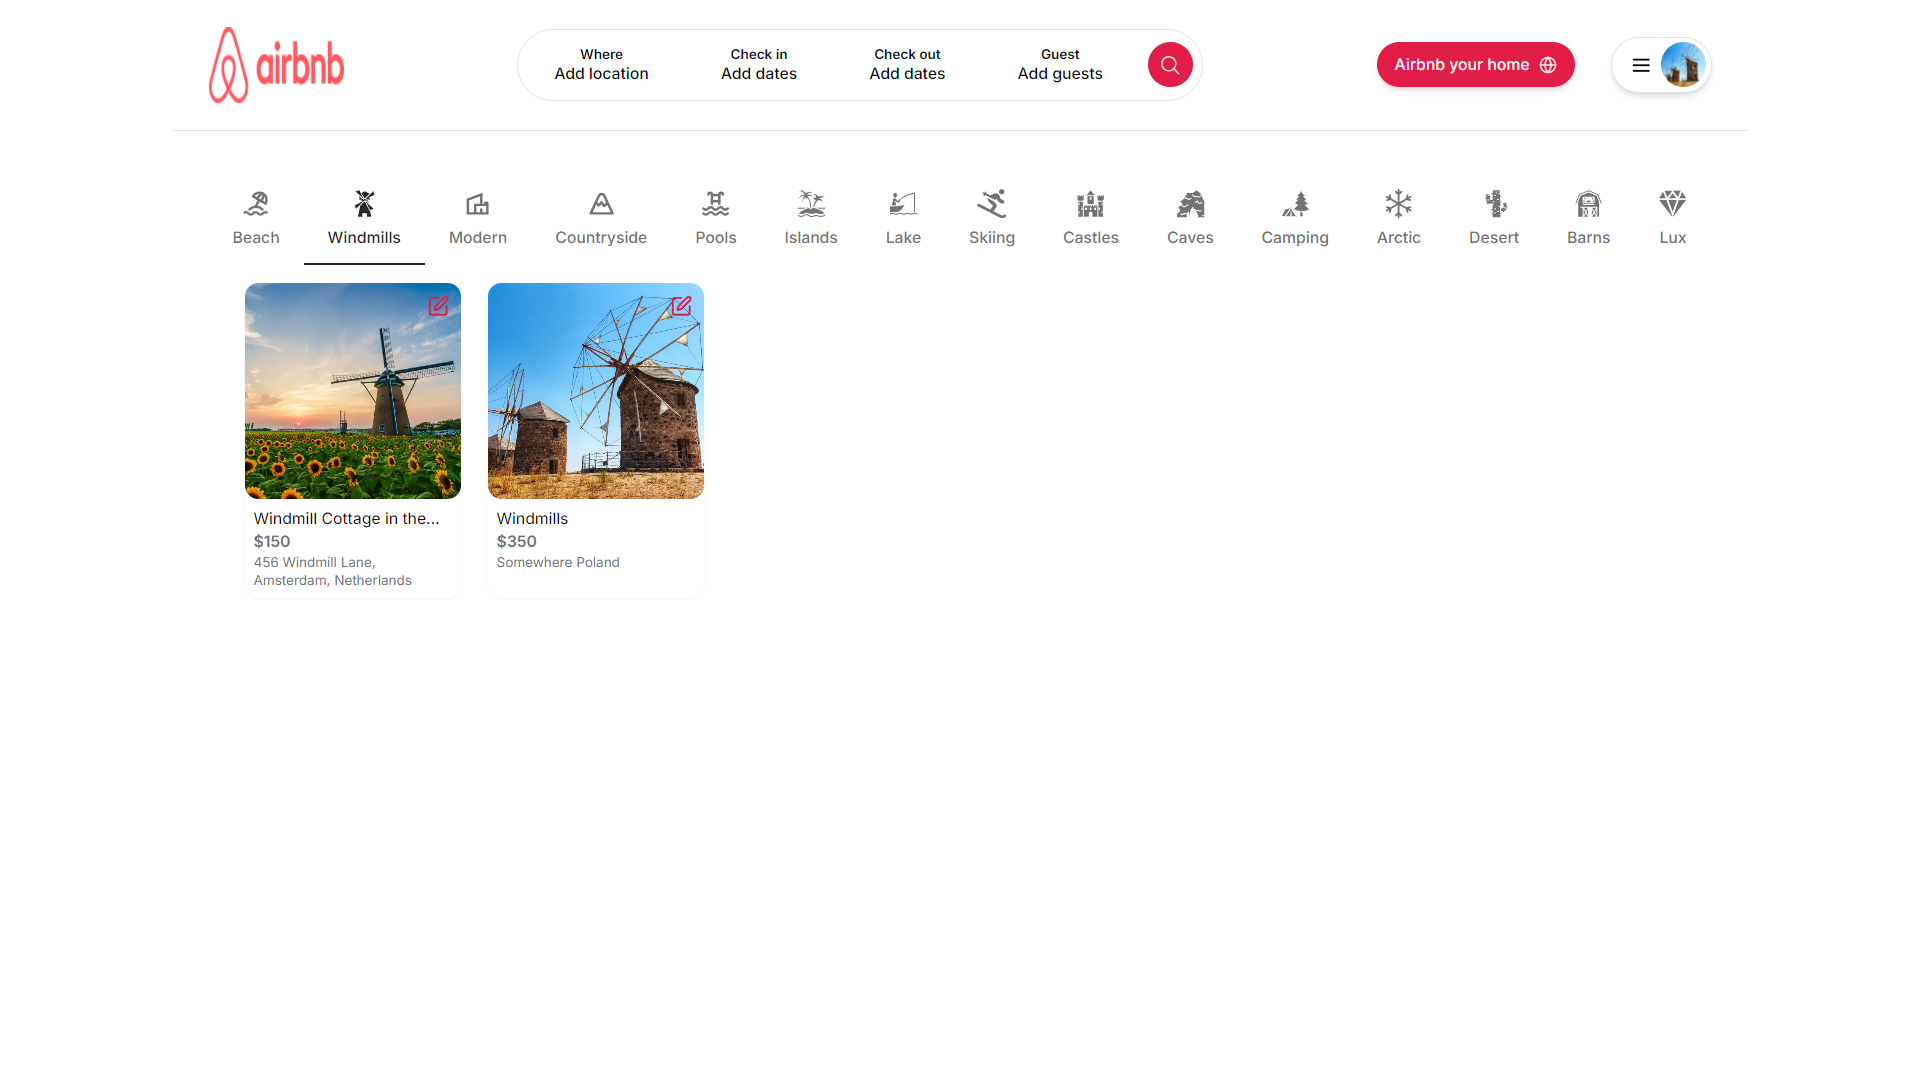 airbnb
Where
Add location
Check in
Add dates
Check out
Add dates
Guest
Add guests
Airbnb your home
Beach
Windmills
Modern
Countryside
Pools
Islands
Lake
Skiing
Castles
Caves
Camping
Arctic
Desert
Barns
Lux
Windmill Cottage in the...
$150
456 Windmill Lane,
Amsterdam, Netherlands
Windmills
$350
Somewhere Poland